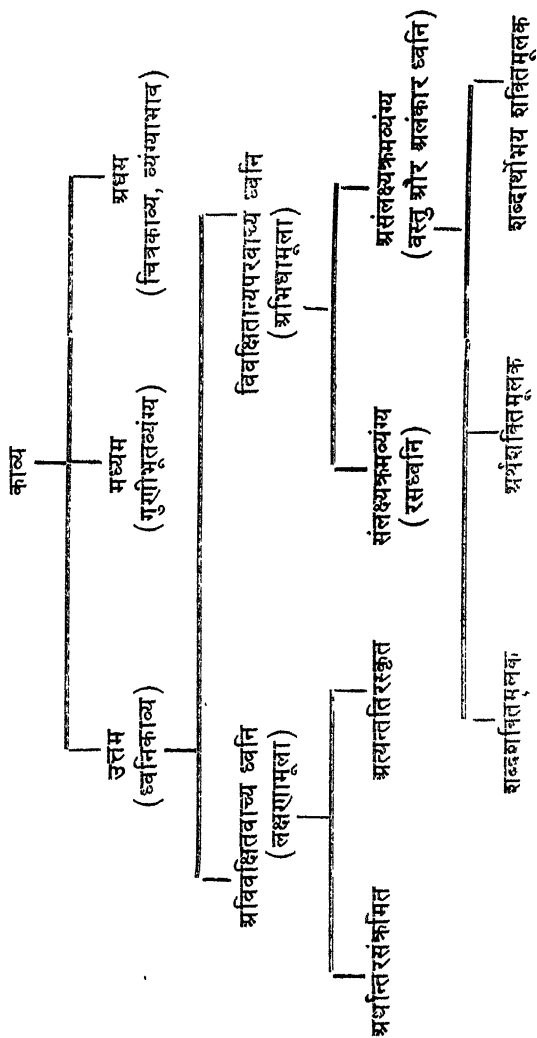 काव्य
उत्तम
(ध्वनिकाव्य)
मध्यम
(गुणीभूतव्यंग्य)
अधम
(चित्रकाव्य, व्यंग्याभाव)
अविवक्षितवाच्य ध्वनि
(लक्षणामूला)
विवक्षितान्यपरवाच्य ध्वनि
(अभिधामूला)
अर्थान्तरसंक्रमित
अत्यन्ततिरस्कृत
संलक्ष्यक्रमव्यंग्य
(रसध्वनि)
असंलक्ष्यक्रमव्यंग्य
(वस्तु और अलंकार ध्वनि)
शब्दशक्तिमूलक
अर्थशक्तिमूलक
शब्दार्थोभय शक्तिमूलक